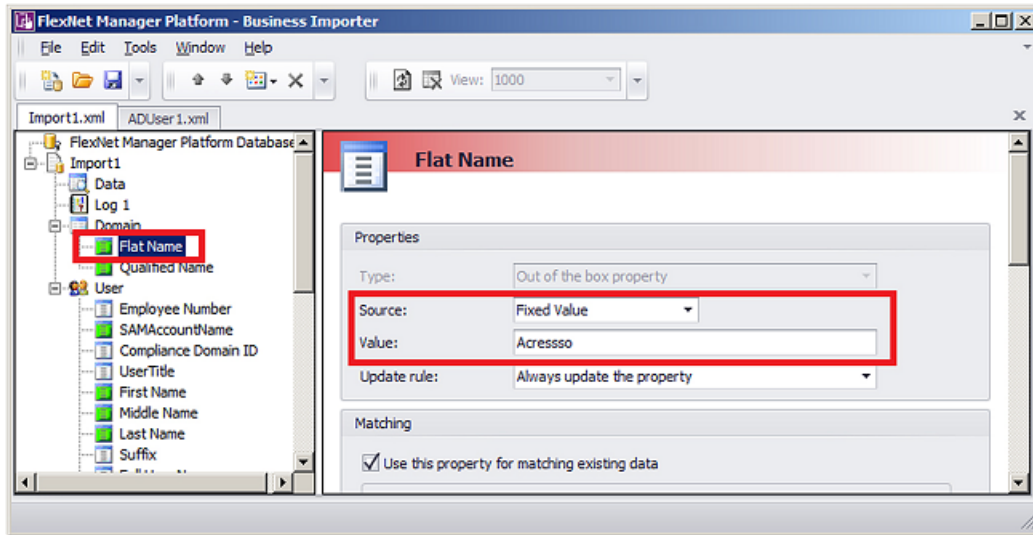 FlexNet Manager Platform - Business Importer
File Edit Tools Window Help
View: 1000
Import1.xml ADUser1.xml
FlexNet Manager Platform Database
Import1
Data
Log 1
Domain
Flat Name
Qualified Name
User
Employee Number
SAMAccountName
Compliance Domain ID
UserTitle
First Name
Middle Name
Last Name
Suffix
Flat Name
Properties
Type: Out of the box property
Source: Fixed Value
Value: Acressso
Update rule: Always update the property
Matching
Use this property for matching existing data